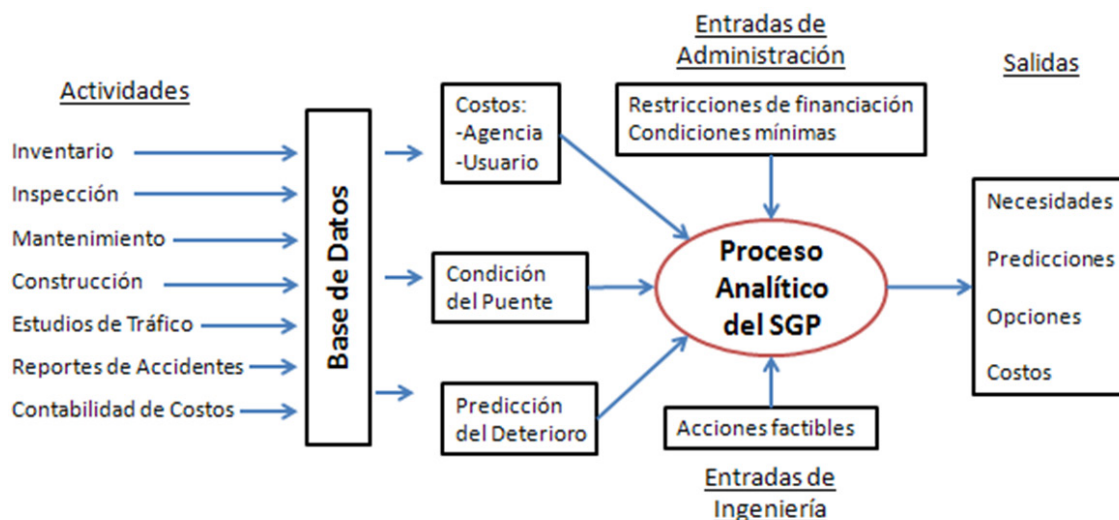 Actividades
Inventario
Inspección
Mantenimiento
Construcción
Estudios de Tráfico
Reportes de Accidentes
Contabilidad de Costos
Base de Datos
Costos:
-Agencia
-Usuario
Condición
del Puente
Predicción
del Deterioro
Entradas de
Administración
Restricciones de financiación
Condiciones mínimas
Proceso
Analítico
del SGP
Acciones factibles
Entradas de
Ingeniería
Salidas
Necesidades
Predicciones
Opciones
Costos